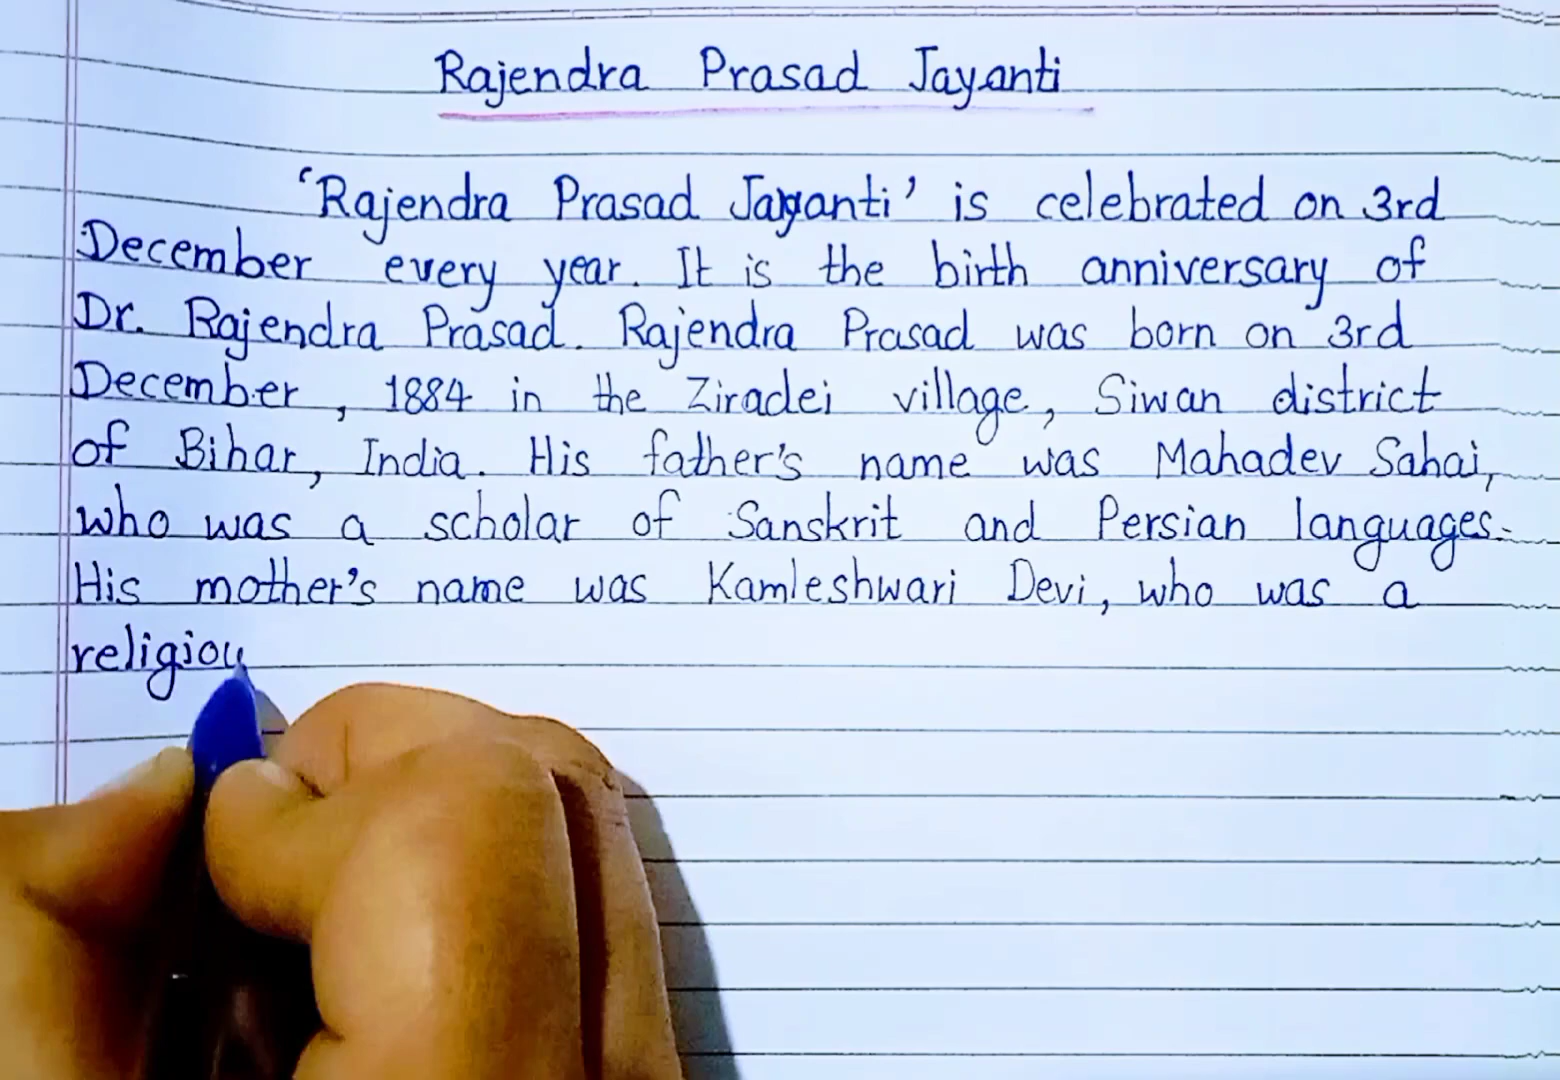 Rajendra Prasad Jayanti
‘Rajendra Prasad Jayanti’ is celebrated on 3rd
December every year. It is the birth anniversary of
Dr. Rajendra Prasad. Rajendra Prasad was born on 3rd
December, 1884 in the Ziradei village, Siwan district
of Bihar, India. His father's name was Mahadev Sahai,
who was a scholar of Sanskrit and Persian languages.
His mother's name was Kamleshwari Devi, who was a
religiou